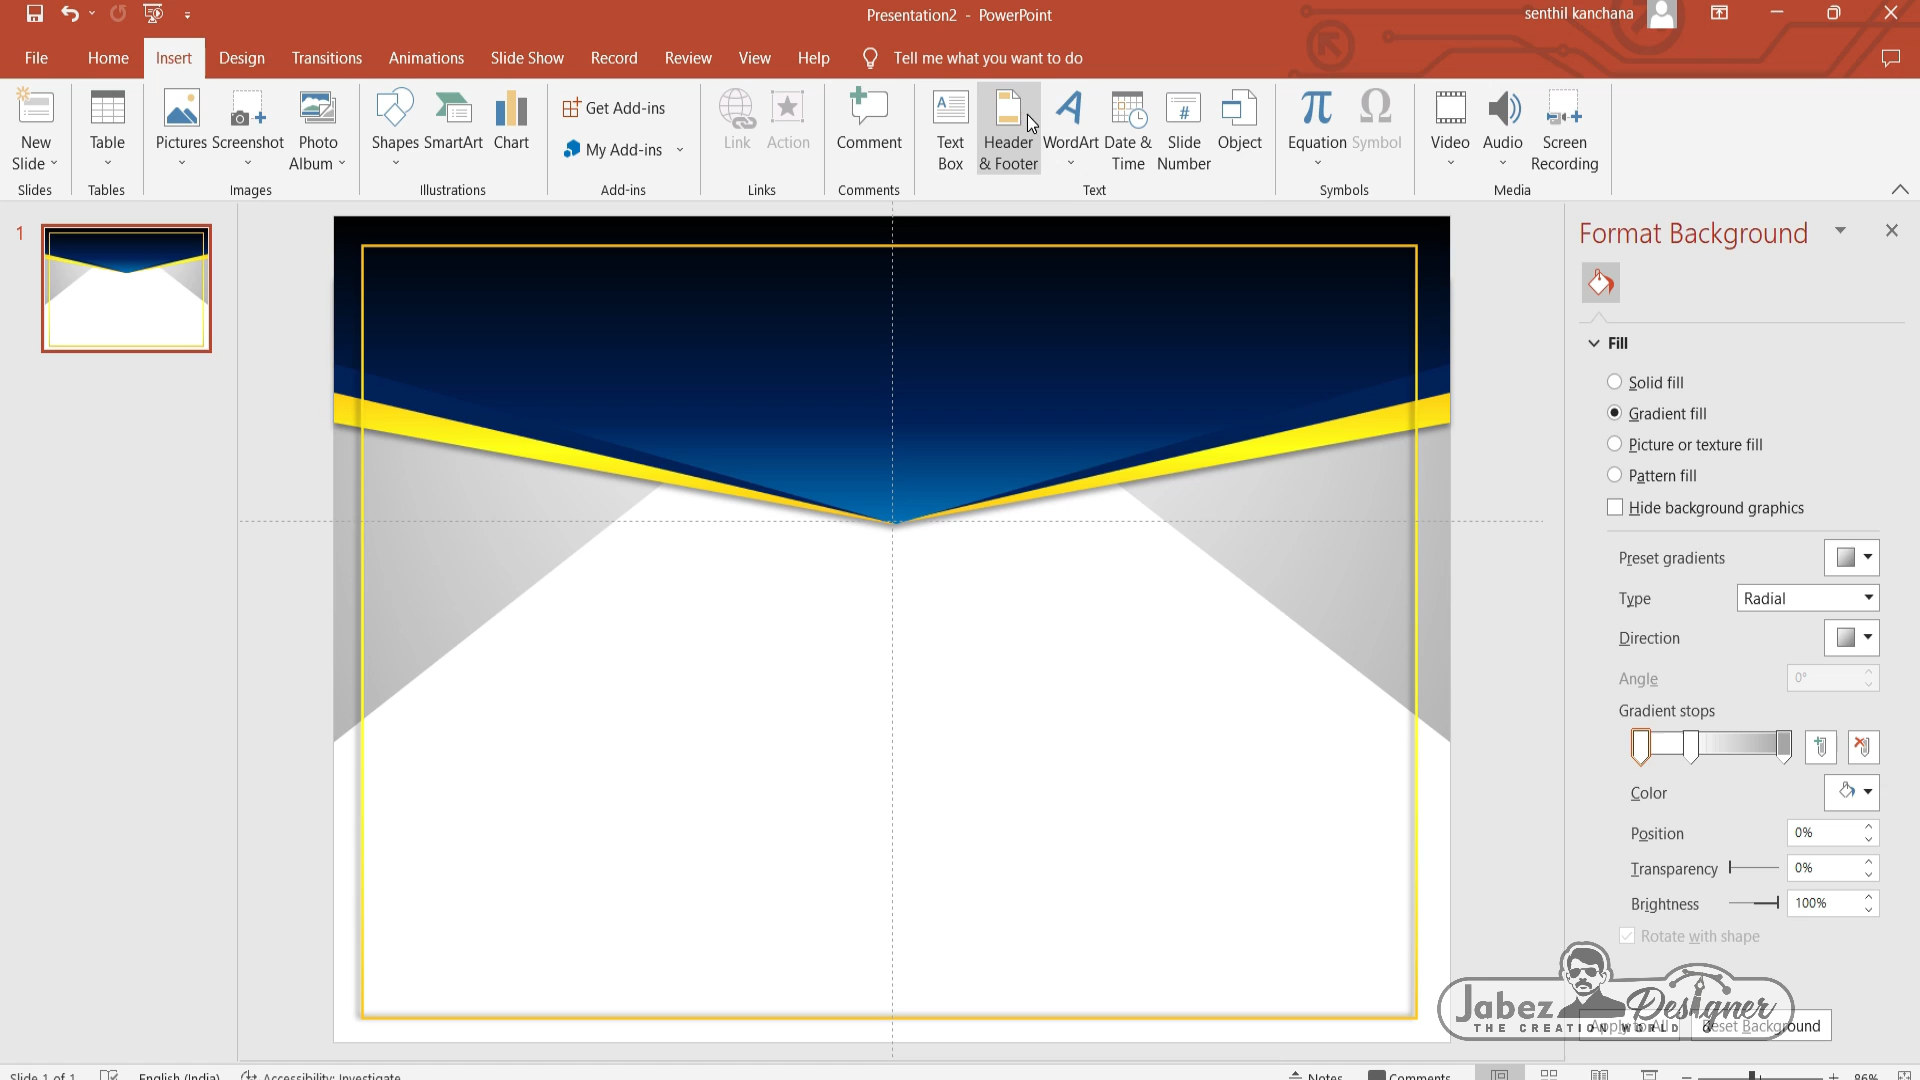 Presentation2 - PowerPoint
senthil kanchana
File Home Insert Design Transitions Animations Slide Show Record Review View Help Tell me what you want to do
New Slide
Table
Pictures
Screenshot
Photo Album
Shapes
SmartArt
Chart
Get Add-ins
My Add-ins
Link
Action
Comment
Text Box
Header & Footer
WordArt
Date & Time
Slide Number
Object
Equation
Symbol
Video
Audio
Screen Recording
Slides Tables Images Illustrations Add-ins Links Comments Text Symbols Media
1
Format Background
Fill
Solid fill
Gradient fill
Picture or texture fill
Pattern fill
Hide background graphics
Preset gradients
Type Radial
Direction
Angle 0°
Gradient stops
Color
Position 0%
Transparency 0%
Brightness 100%
Rotate with shape
Jabez Designer
THE CREATION WORLD
Apply to All Reset Background
Slide 1 of 1 English (India) Accessibility: Investigate Notes Comments 86%